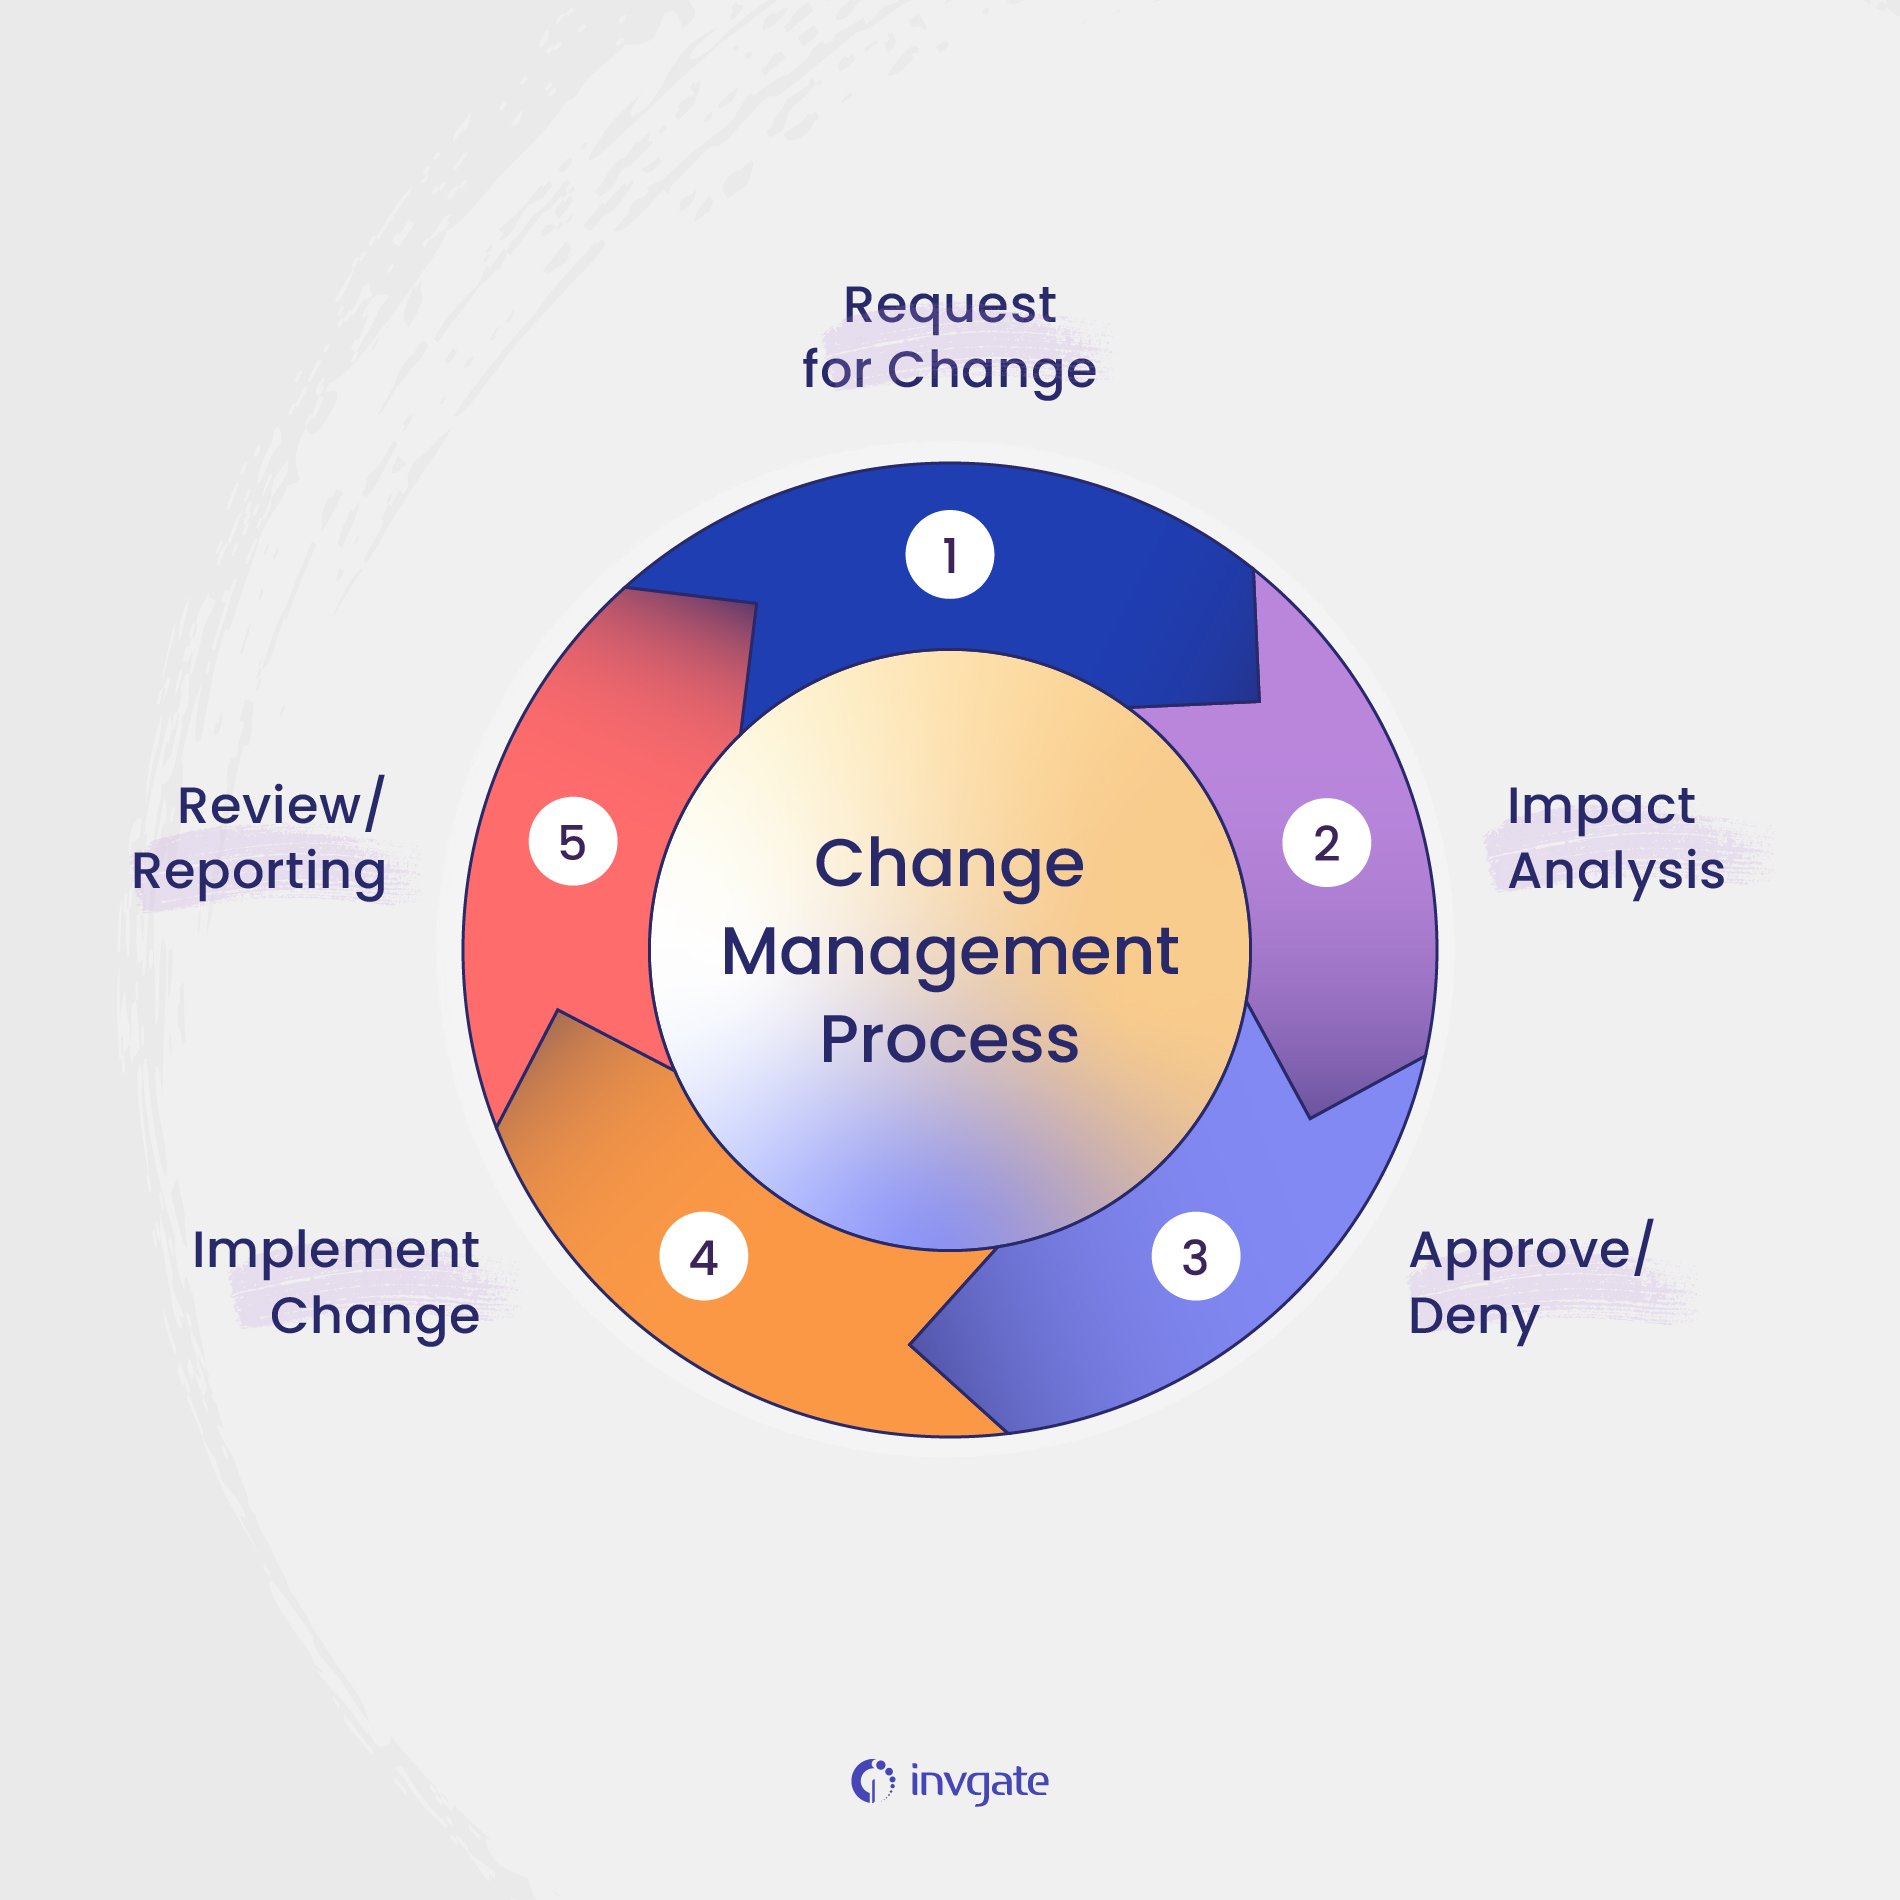 Request
for Change
1
Change
Management
Process
2
Impact
Analysis
3
Approve/
Deny
4
Implement
Change
5
Review/
Reporting
invgate